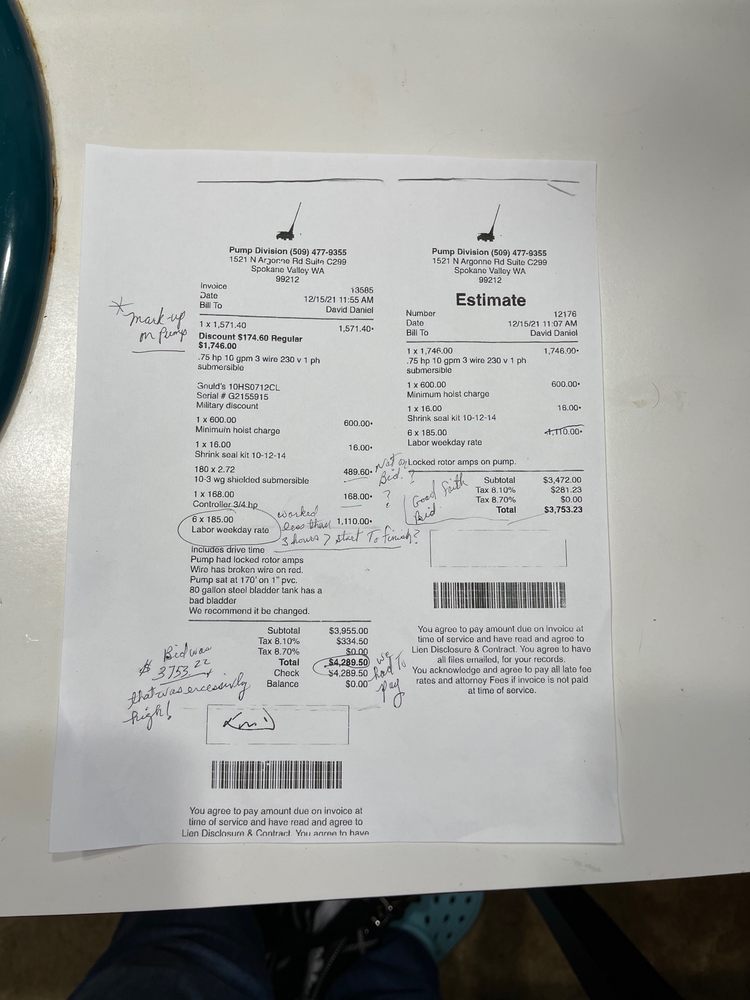 Pump Division (509) 477-9355
1521 N Argonne Rd Suite C299
Spokane Valley WA
99212
Invoice 13585
Date 12/15/21 11:55 AM
Bill To David Daniel
* mark-up
on pump
1 x 1,571.40 1,571.40*
Discount $174.60 Regular
$1,746.00
.75 hp 10 gpm 3 wire 230 v 1 ph
submersible
Gould's 10HS0712CL
Serial # G2155915
Military discount
1 x 600.00 600.00*
Minimum hoist charge
1 x 16.00 16.00*
Shrink seal kit 10-12-14
180 x 2.72 489.60*
10-3 wg shielded submersible
Not on
Bid. ?
1 x 168.00 168.00*
Controller 3/4 hp
?
6 x 185.00 1,110.00*
Labor weekday rate
worked
less than
3 hours > start To finish?
Includes drive time
Pump had locked rotor amps
Wire has broken wire on red.
Pump sat at 170' on 1" pvc.
80 gallon steel bladder tank has a
bad bladder
We recommend it be changed.
Subtotal $3,955.00
Tax 8.10% $334.50
Tax 8.70% $0.00
Total $4,289.50
Check $4,289.50
Balance $0.00
we
had To
pay
Bid was
$ 3753.22
that was excessively
high!
You agree to pay amount due on invoice at
time of service and have read and agree to
Lien Disclosure & Contract. You agree to have
Pump Division (509) 477-9355
1521 N Argonne Rd Suite C299
Spokane Valley WA
99212
Estimate
Number 12176
Date 12/15/21 11:07 AM
Bill To David Daniel
1 x 1,746.00 1,746.00*
.75 hp 10 gpm 3 wire 230 v 1 ph
submersible
1 x 600.00 600.00*
Minimum hoist charge
1 x 16.00 16.00*
Shrink seal kit 10-12-14
6 x 185.00 1,110.00*
Labor weekday rate
Locked rotor amps on pump.
Good Faith
Bid
Subtotal $3,472.00
Tax 8.10% $281.23
Tax 8.70% $0.00
Total $3,753.23
You agree to pay amount due on invoice at
time of service and have read and agree to
Lien Disclosure & Contract. You agree to have
all files emailed, for your records.
You acknowledge and agree to pay all late fee
rates and attorney Fees if invoice is not paid
at time of service.